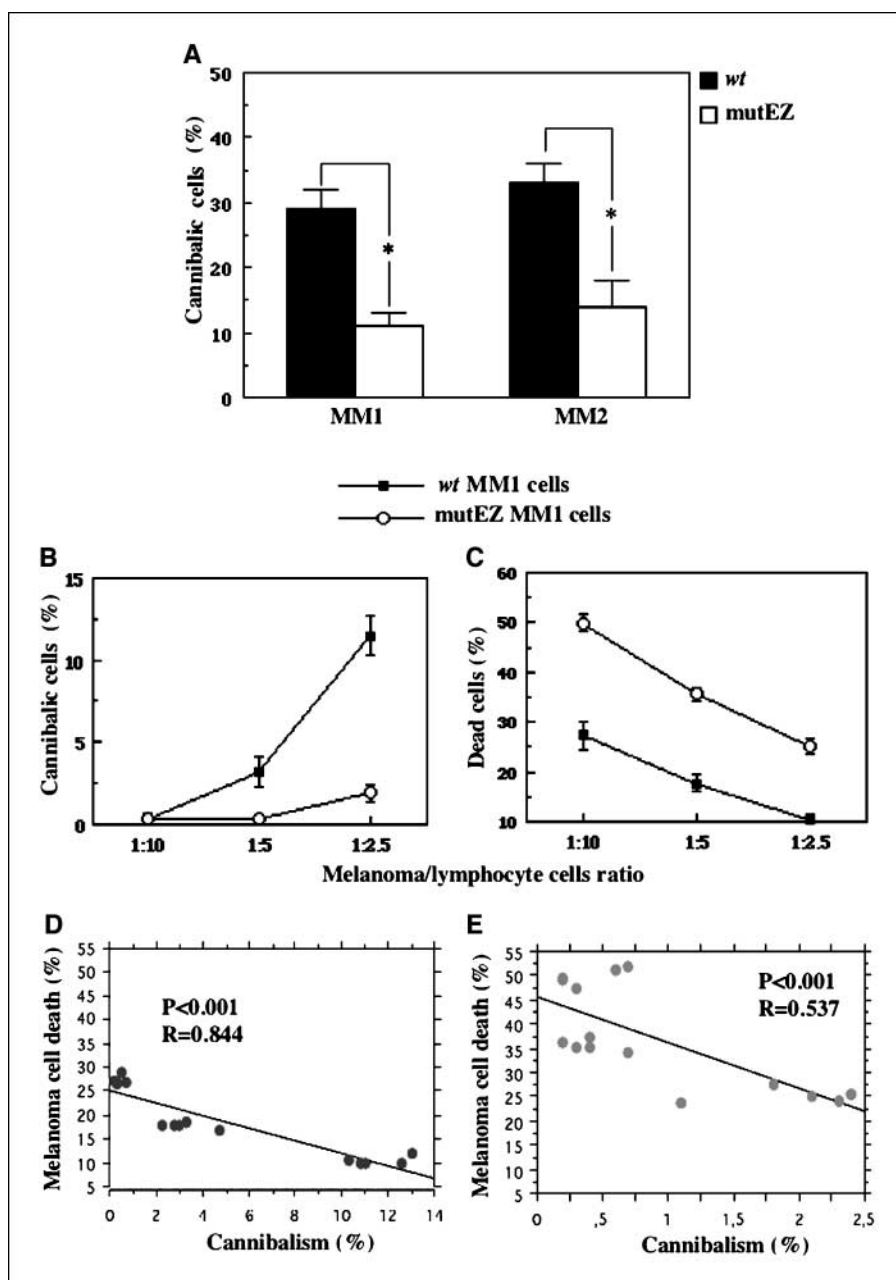 A
wt
mutEZ
Cannibalic cells (%)
50
40
30
20
10
0
*
*
MM1
MM2
wt MM1 cells
mutEZ MM1 cells
B
Cannibalic cells (%)
15
10
5
0
1:10
1:5
1:2.5
C
Dead cells (%)
60
50
40
30
20
10
1:10
1:5
1:2.5
Melanoma/lymphocyte cells ratio
D
Melanoma cell death (%)
55
50
45
40
35
30
25
20
15
10
5
P<0.001
R=0.844
0
2
4
6
8
10
12
14
Cannibalism (%)
E
Melanoma cell death (%)
55
50
45
40
35
30
25
20
15
10
5
P<0.001
R=0.537
0
,5
1
1,5
2
2,5
Cannibalism (%)